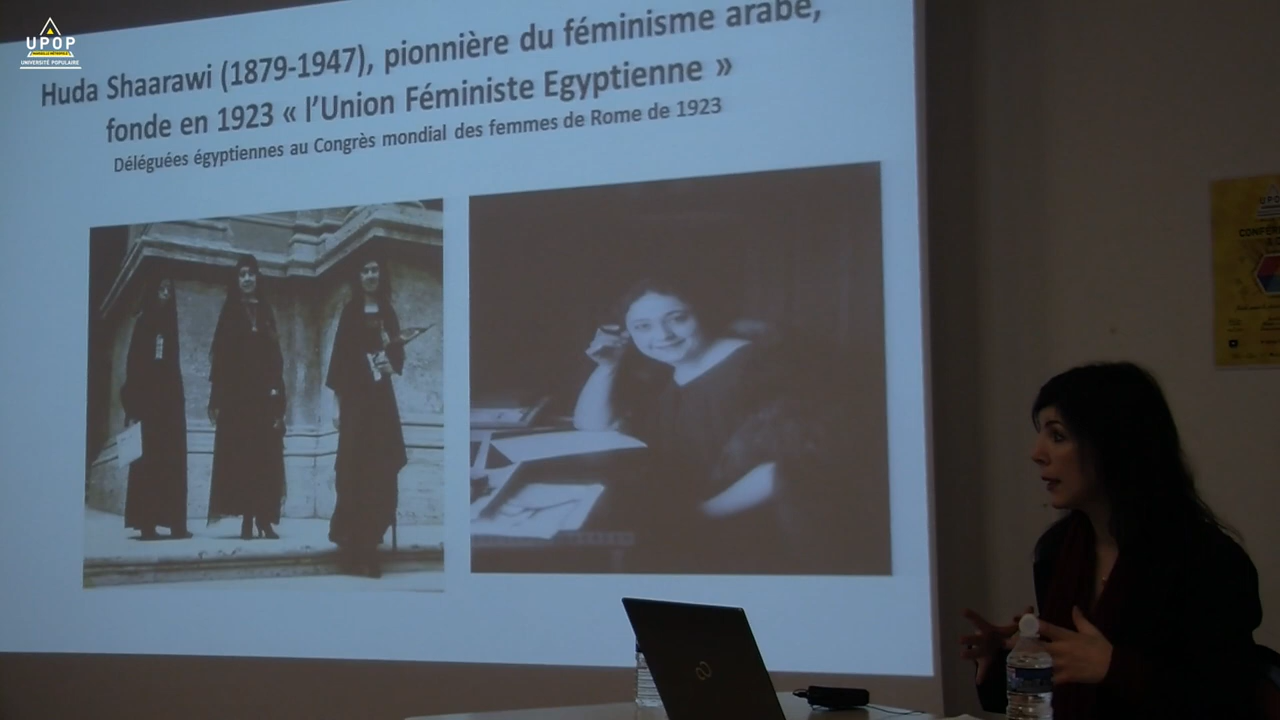 UPOP
UNIVERSITÉ POPULAIRE
Huda Shaarawi (1879-1947), pionnière du féminisme arabe,
fonde en 1923 « l’Union Féministe Egyptienne »
Déléguées égyptiennes au Congrès mondial des femmes de Rome de 1923
UPOP